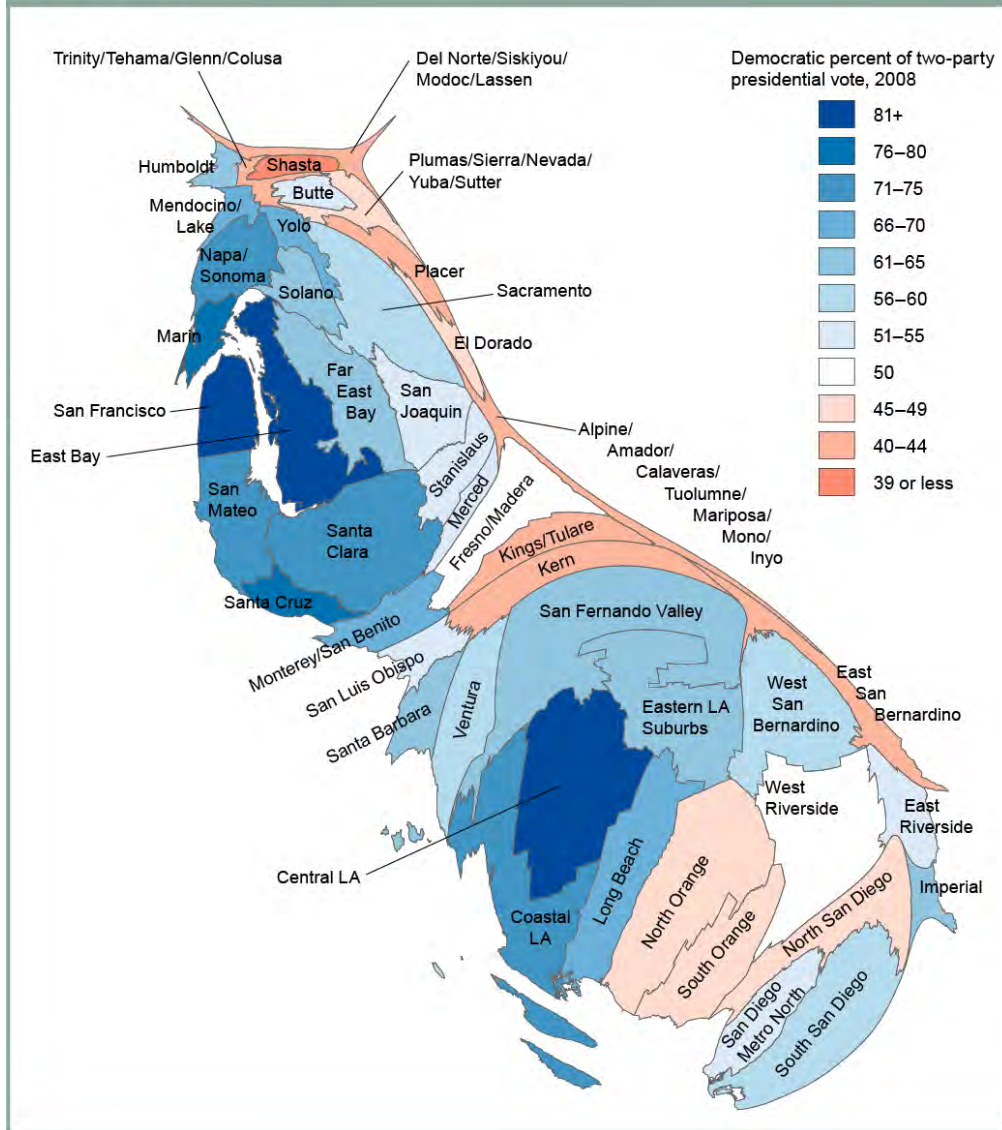 Trinity/Tehama/Glenn/Colusa
Del Norte/Siskiyou/
Modoc/Lassen
Democratic percent of two-party
presidential vote, 2008
81+
76–80
71–75
66–70
61–65
56–60
51–55
50
45–49
40–44
39 or less
Humboldt
Shasta
Plumas/Sierra/Nevada/
Yuba/Sutter
Butte
Mendocino/
Lake
Yolo
Napa/
Sonoma
Placer
Solano
Sacramento
Marin
El Dorado
Far
East
Bay
San
Joaquin
San Francisco
East Bay
Alpine/
Amador/
Calaveras/
Tuolumne/
Mariposa/
Mono/
Inyo
Stanislaus
Merced
San
Mateo
Santa
Clara
Fresno/Madera
Kings/Tulare
Kern
Santa Cruz
San Fernando Valley
Monterey/San Benito
San Luis Obispo
Santa Barbara
Ventura
Eastern LA
Suburbs
West
San
Bernardino
East
San
Bernardino
West
Riverside
East
Riverside
Central LA
Long Beach
North Orange
Imperial
Coastal
LA
South Orange
North San Diego
San Diego
Metro North
South San Diego